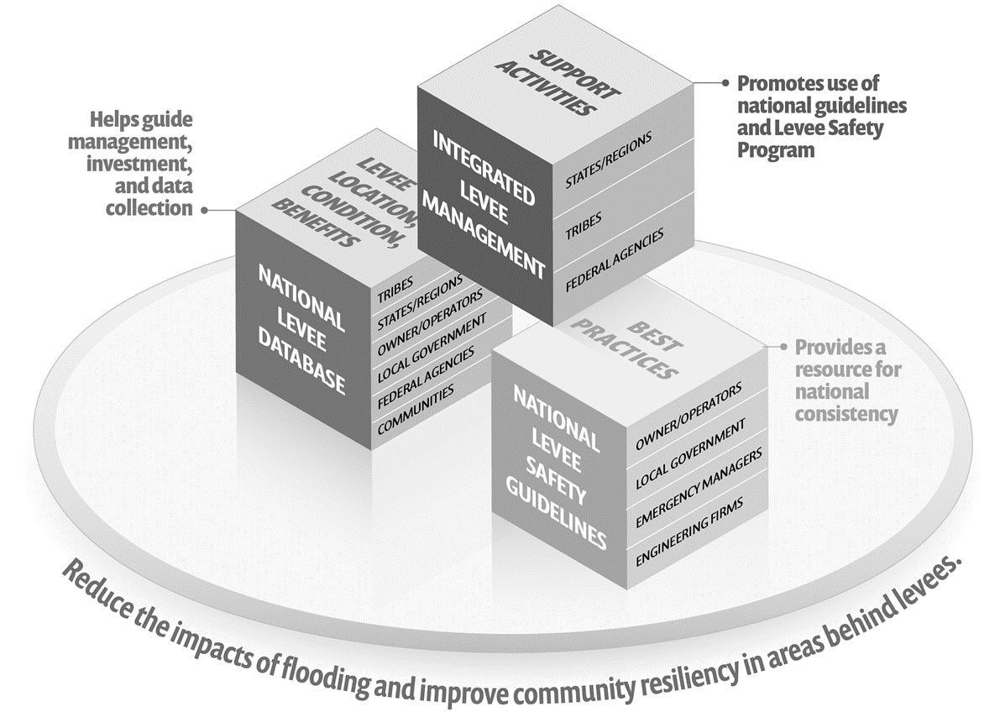 SUPPORT
ACTIVITIES
INTEGRATED
LEVEE
MANAGEMENT
STATES/REGIONS
TRIBES
FEDERAL AGENCIES
Promotes use of
national guidelines
and Levee Safety
Program
Helps guide
management,
investment,
and data
collection
LEVEE
LOCATION,
CONDITION,
BENEFITS
NATIONAL
LEVEE
DATABASE
TRIBES
STATES/REGIONS
OWNER/OPERATORS
LOCAL GOVERNMENT
FEDERAL AGENCIES
COMMUNITIES
BEST
PRACTICES
NATIONAL
LEVEE
SAFETY
GUIDELINES
OWNER/OPERATORS
LOCAL GOVERNMENT
EMERGENCY MANAGERS
ENGINEERING FIRMS
Provides a
resource for
national
consistency
Reduce the impacts of flooding and improve community resiliency in areas behind levees.